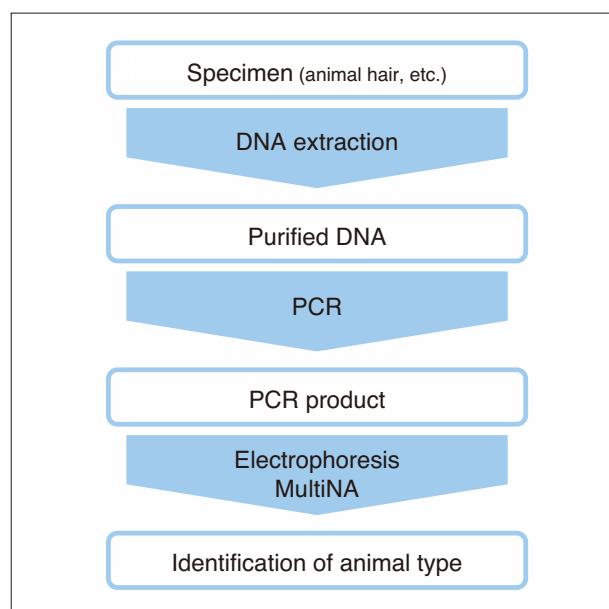 Specimen (animal hair, etc.)
DNA extraction
Purified DNA
PCR
PCR product
Electrophoresis
MultiNA
Identification of animal type